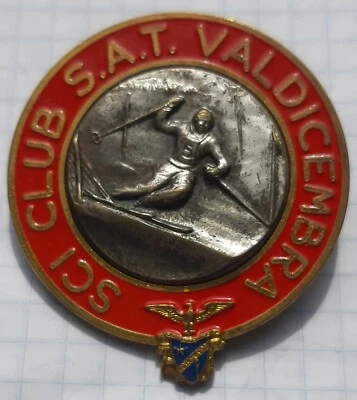 SCI CLUB S.A.T. VALDICEMBRA